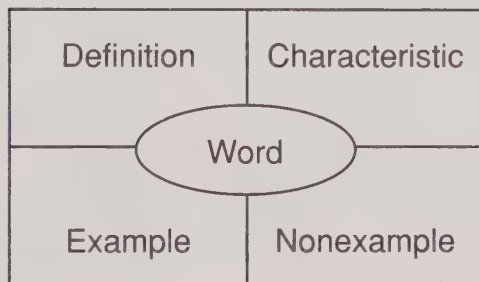 Definition
Characteristic
Word
Example
Nonexample